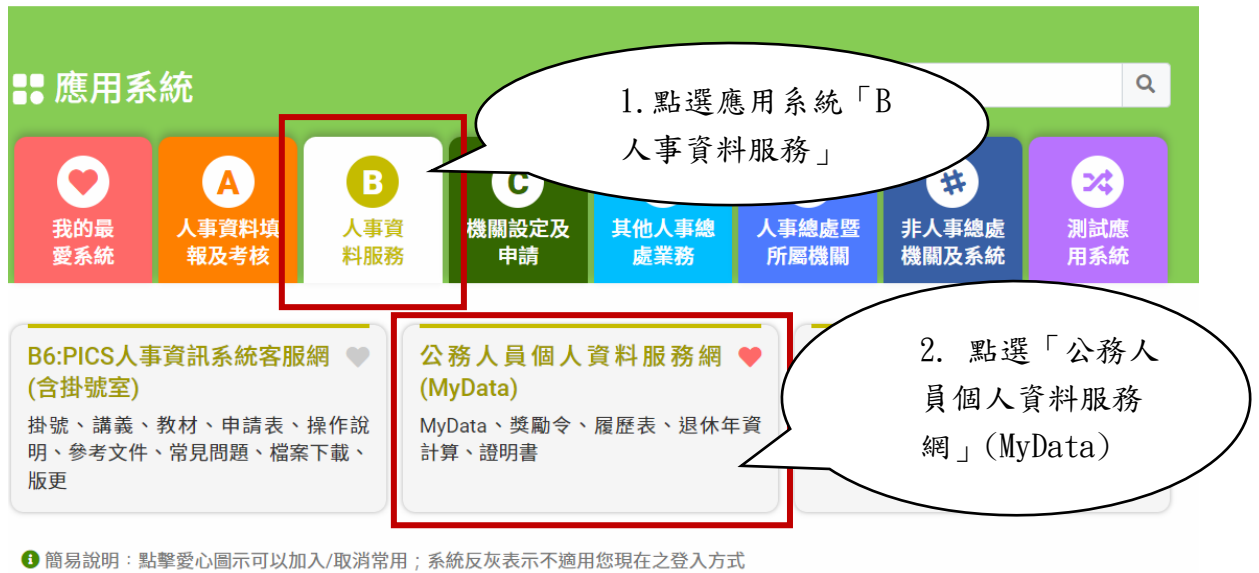 應用系統
1.點選應用系統「B
人事資料服務」
我的最
愛系統
A
人事資料填
報及考核
B
人事資
料服務
C
機關設定及
申請
其他人事總
處業務
人事總處暨
所屬機關
#
非人事總處
機關及系統
測試應
用系統
B6:PICS人事資訊系統客服網
(含掛號室)
掛號、講義、教材、申請表、操作說
明、參考文件、常見問題、檔案下載、
版更
公務人員個人資料服務網
(MyData)
MyData、獎勵令、履歷表、退休年資
計算、證明書
2. 點選「公務人
員個人資料服務
網」(MyData)
簡易說明：點擊愛心圖示可以加入/取消常用；系統反灰表示不適用您現在之登入方式